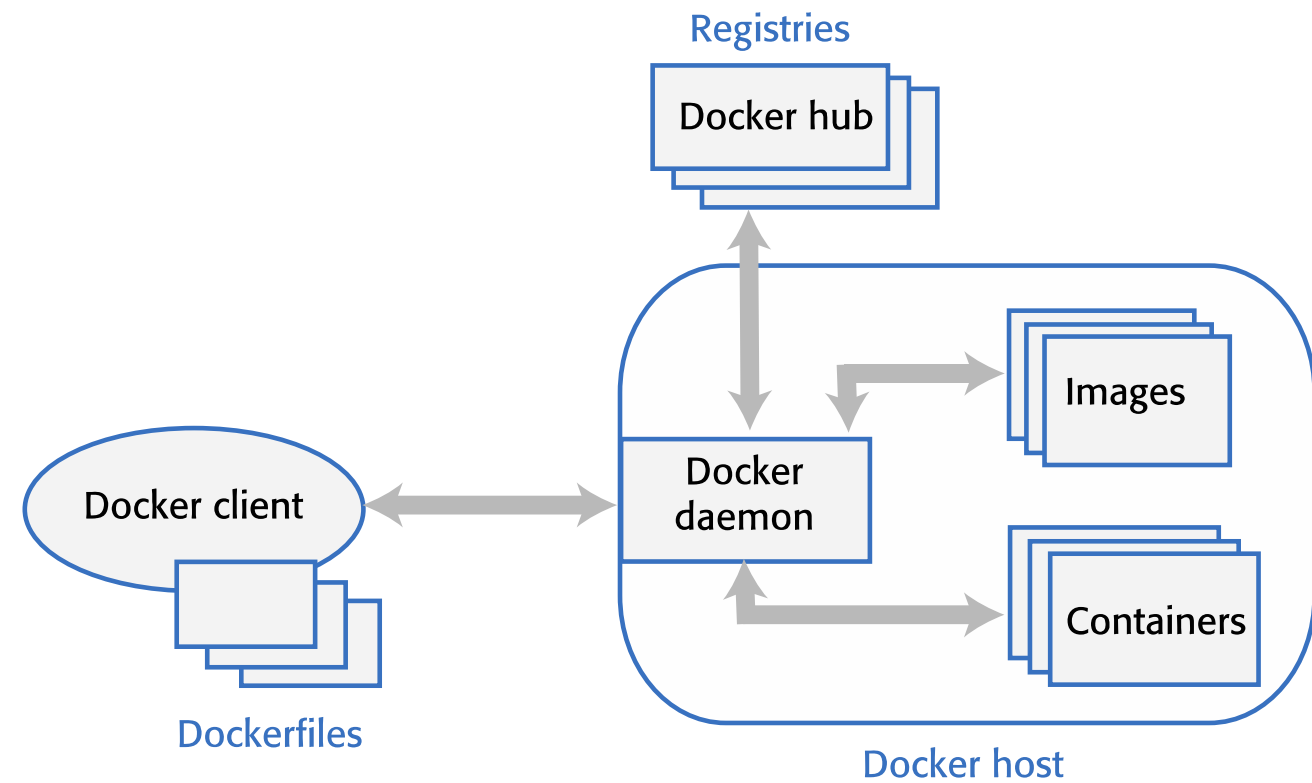 Registries
Docker hub
Images
Docker client
Docker
daemon
Containers
Dockerfiles
Docker host